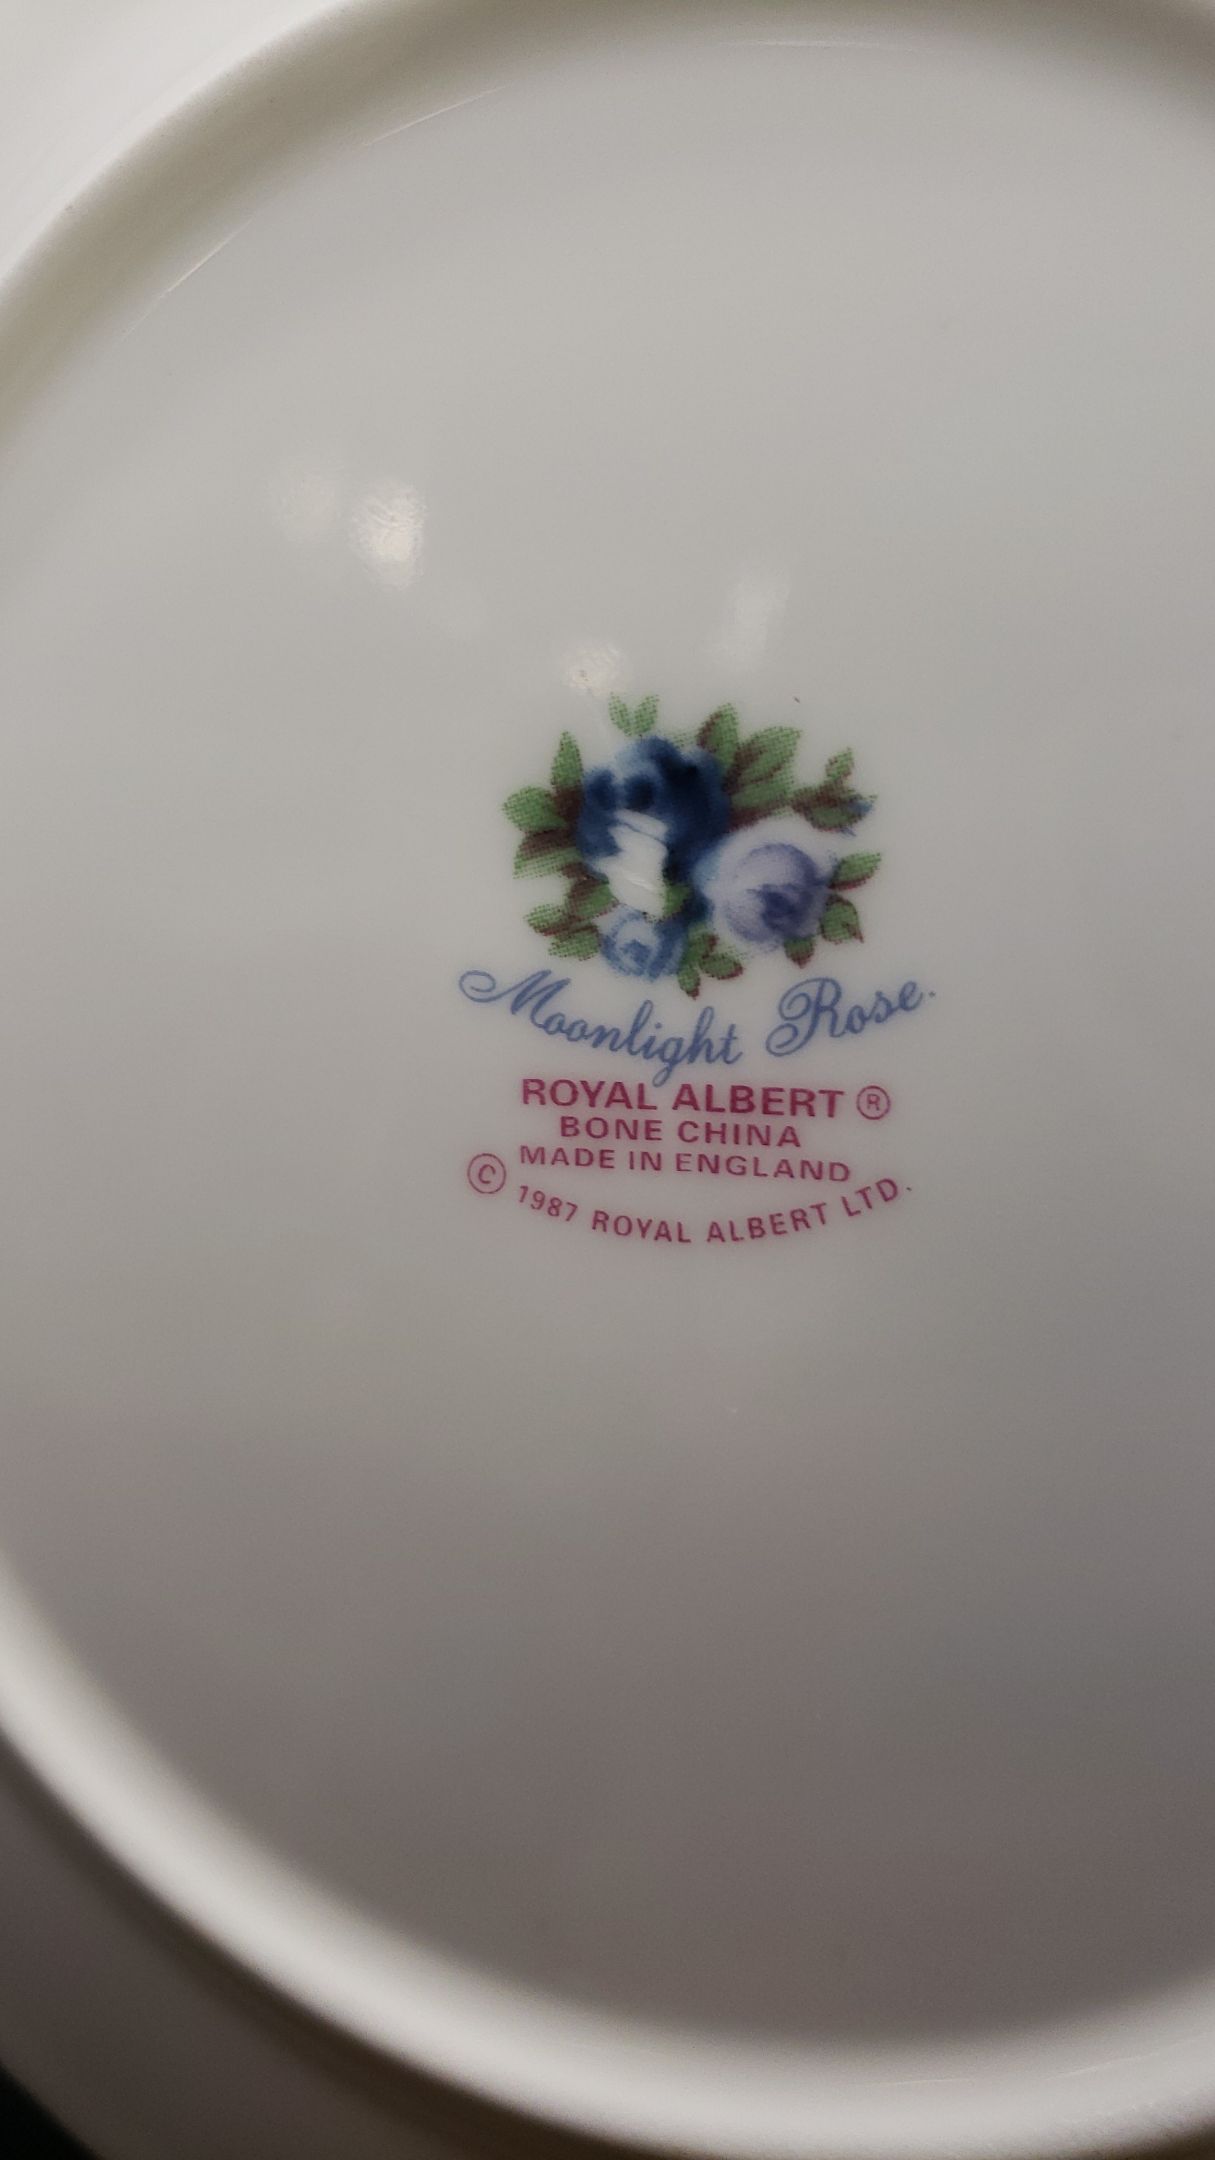 Moonlight Rose.
ROYAL ALBERT ®
BONE CHINA
MADE IN ENGLAND
© 1987 ROYAL ALBERT LTD.